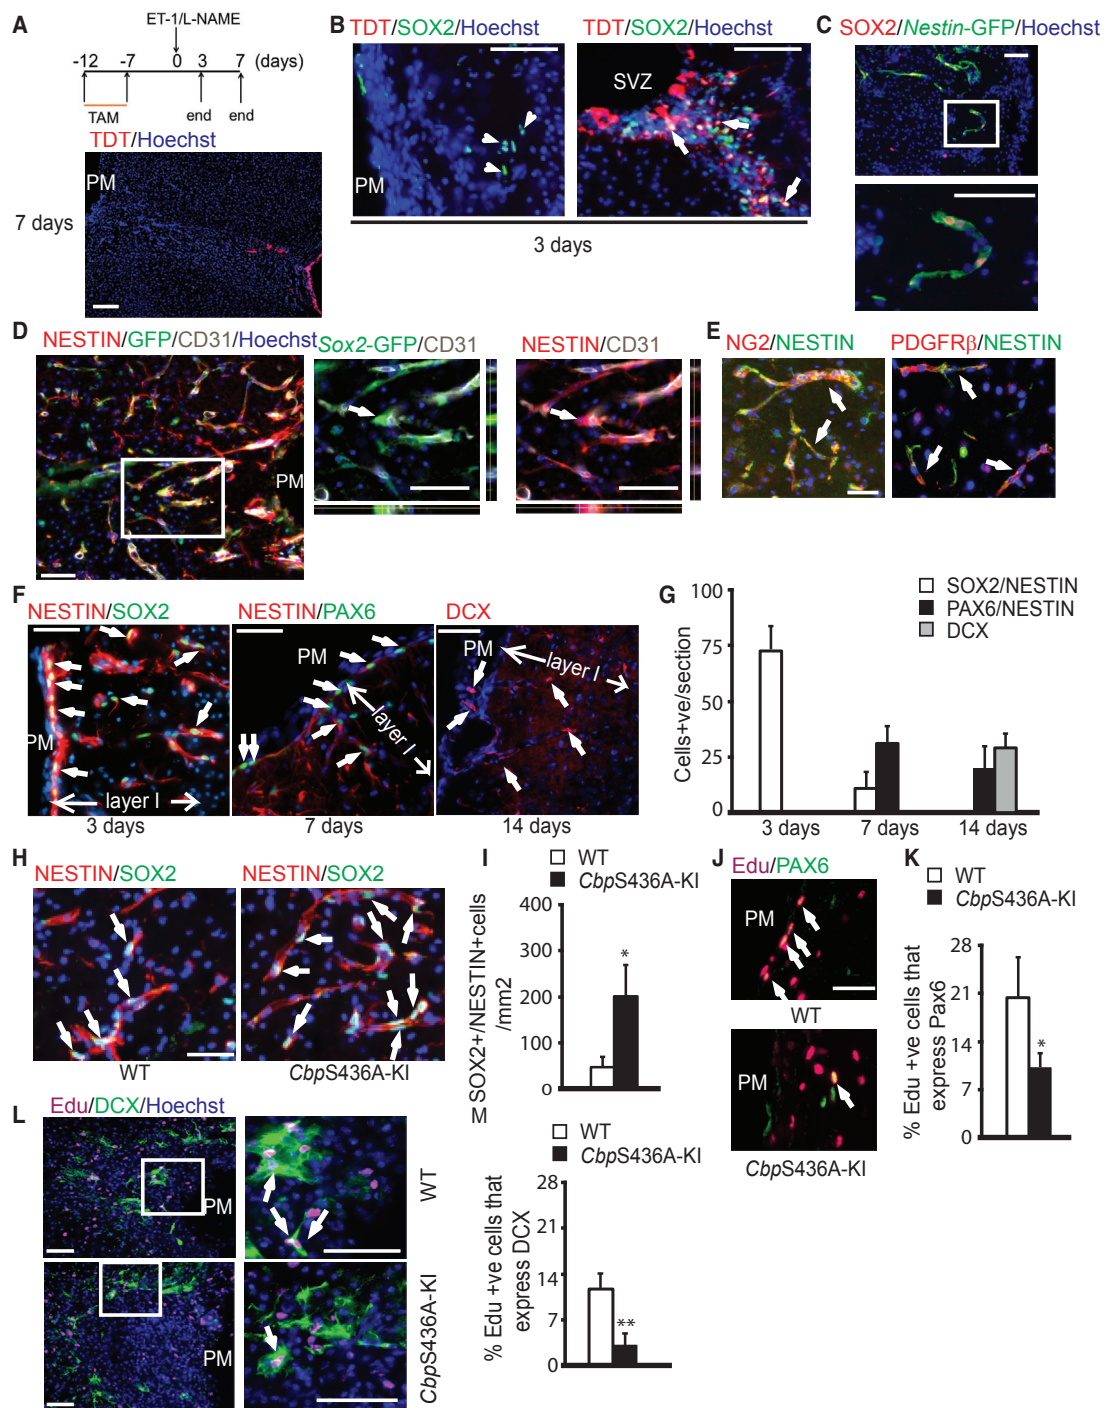 A
ET-1/L-NAME
-12 -7 0 3 7 (days)
TAM end end
TDT/Hoechst
PM
7 days
B
TDT/SOX2/Hoechst TDT/SOX2/Hoechst
SVZ
PM
3 days
C
SOX2/Nestin-GFP/Hoechst
D
NESTIN/GFP/CD31/Hoechst Sox2-GFP/CD31 NESTIN/CD31
PM
E
NG2/NESTIN PDGFRβ/NESTIN
F
NESTIN/SOX2 NESTIN/PAX6 DCX
PM
layer I
PM
layer I
PM
layer I
3 days 7 days 14 days
G
SOX2/NESTIN
PAX6/NESTIN
DCX
Cells+ve/section
100
75
50
25
0
3 days 7 days 14 days
H
NESTIN/SOX2 NESTIN/SOX2
WT CbpS436A-KI
I
WT
CbpS436A-KI
SOX2+/NESTIN+cells
/mm2
400
300
200
100
0
*
J
Edu/PAX6
PM
WT
PM
CbpS436A-KI
K
WT
CbpS436A-KI
% Edu +ve cells that
express Pax6
28
21
14
7
0
*
L
Edu/DCX/Hoechst
PM
WT
PM
CbpS436A-KI
WT
CbpS436A-KI
% Edu +ve cells that
express DCX
28
21
14
7
0
**